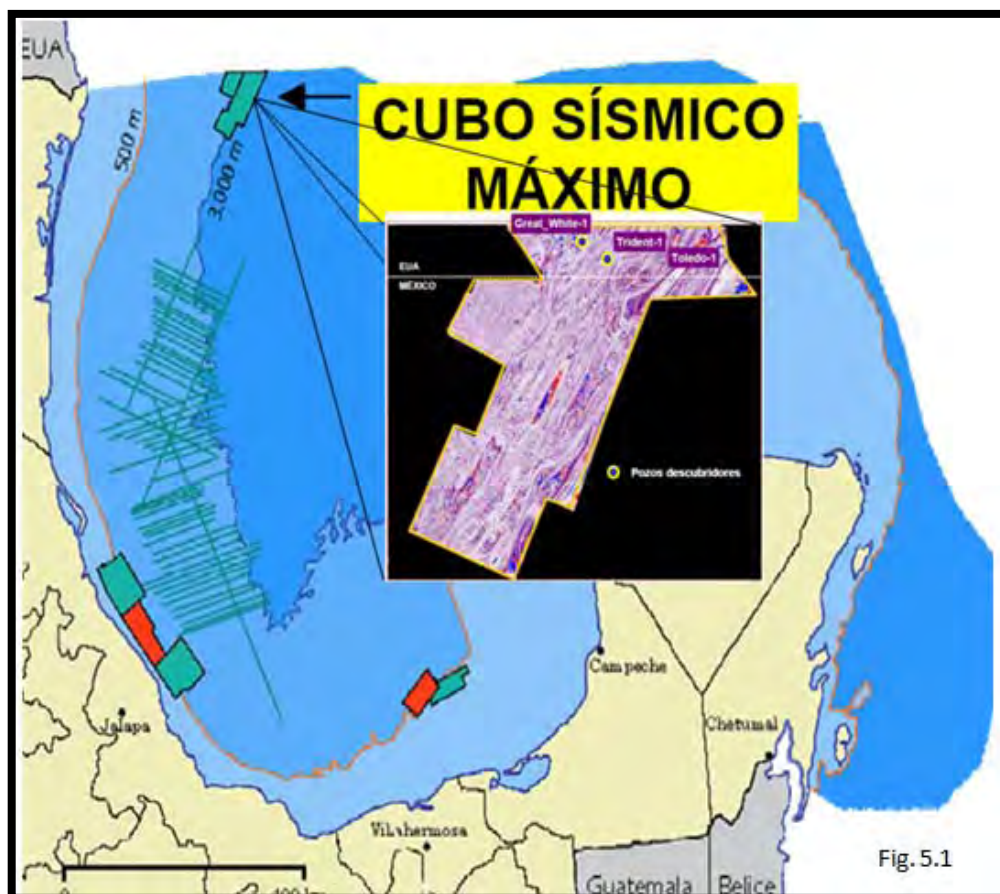 EUA
500 m
3,000 m
CUBO SÍSMICO
MÁXIMO
Great_White-1
Trident-1
Toledo-1
EUA
MÉXICO
Pozos descubridores
Campeche
Jalapa
Chetumal
Villahermosa
Fig. 5.1
Guatemala
Belice